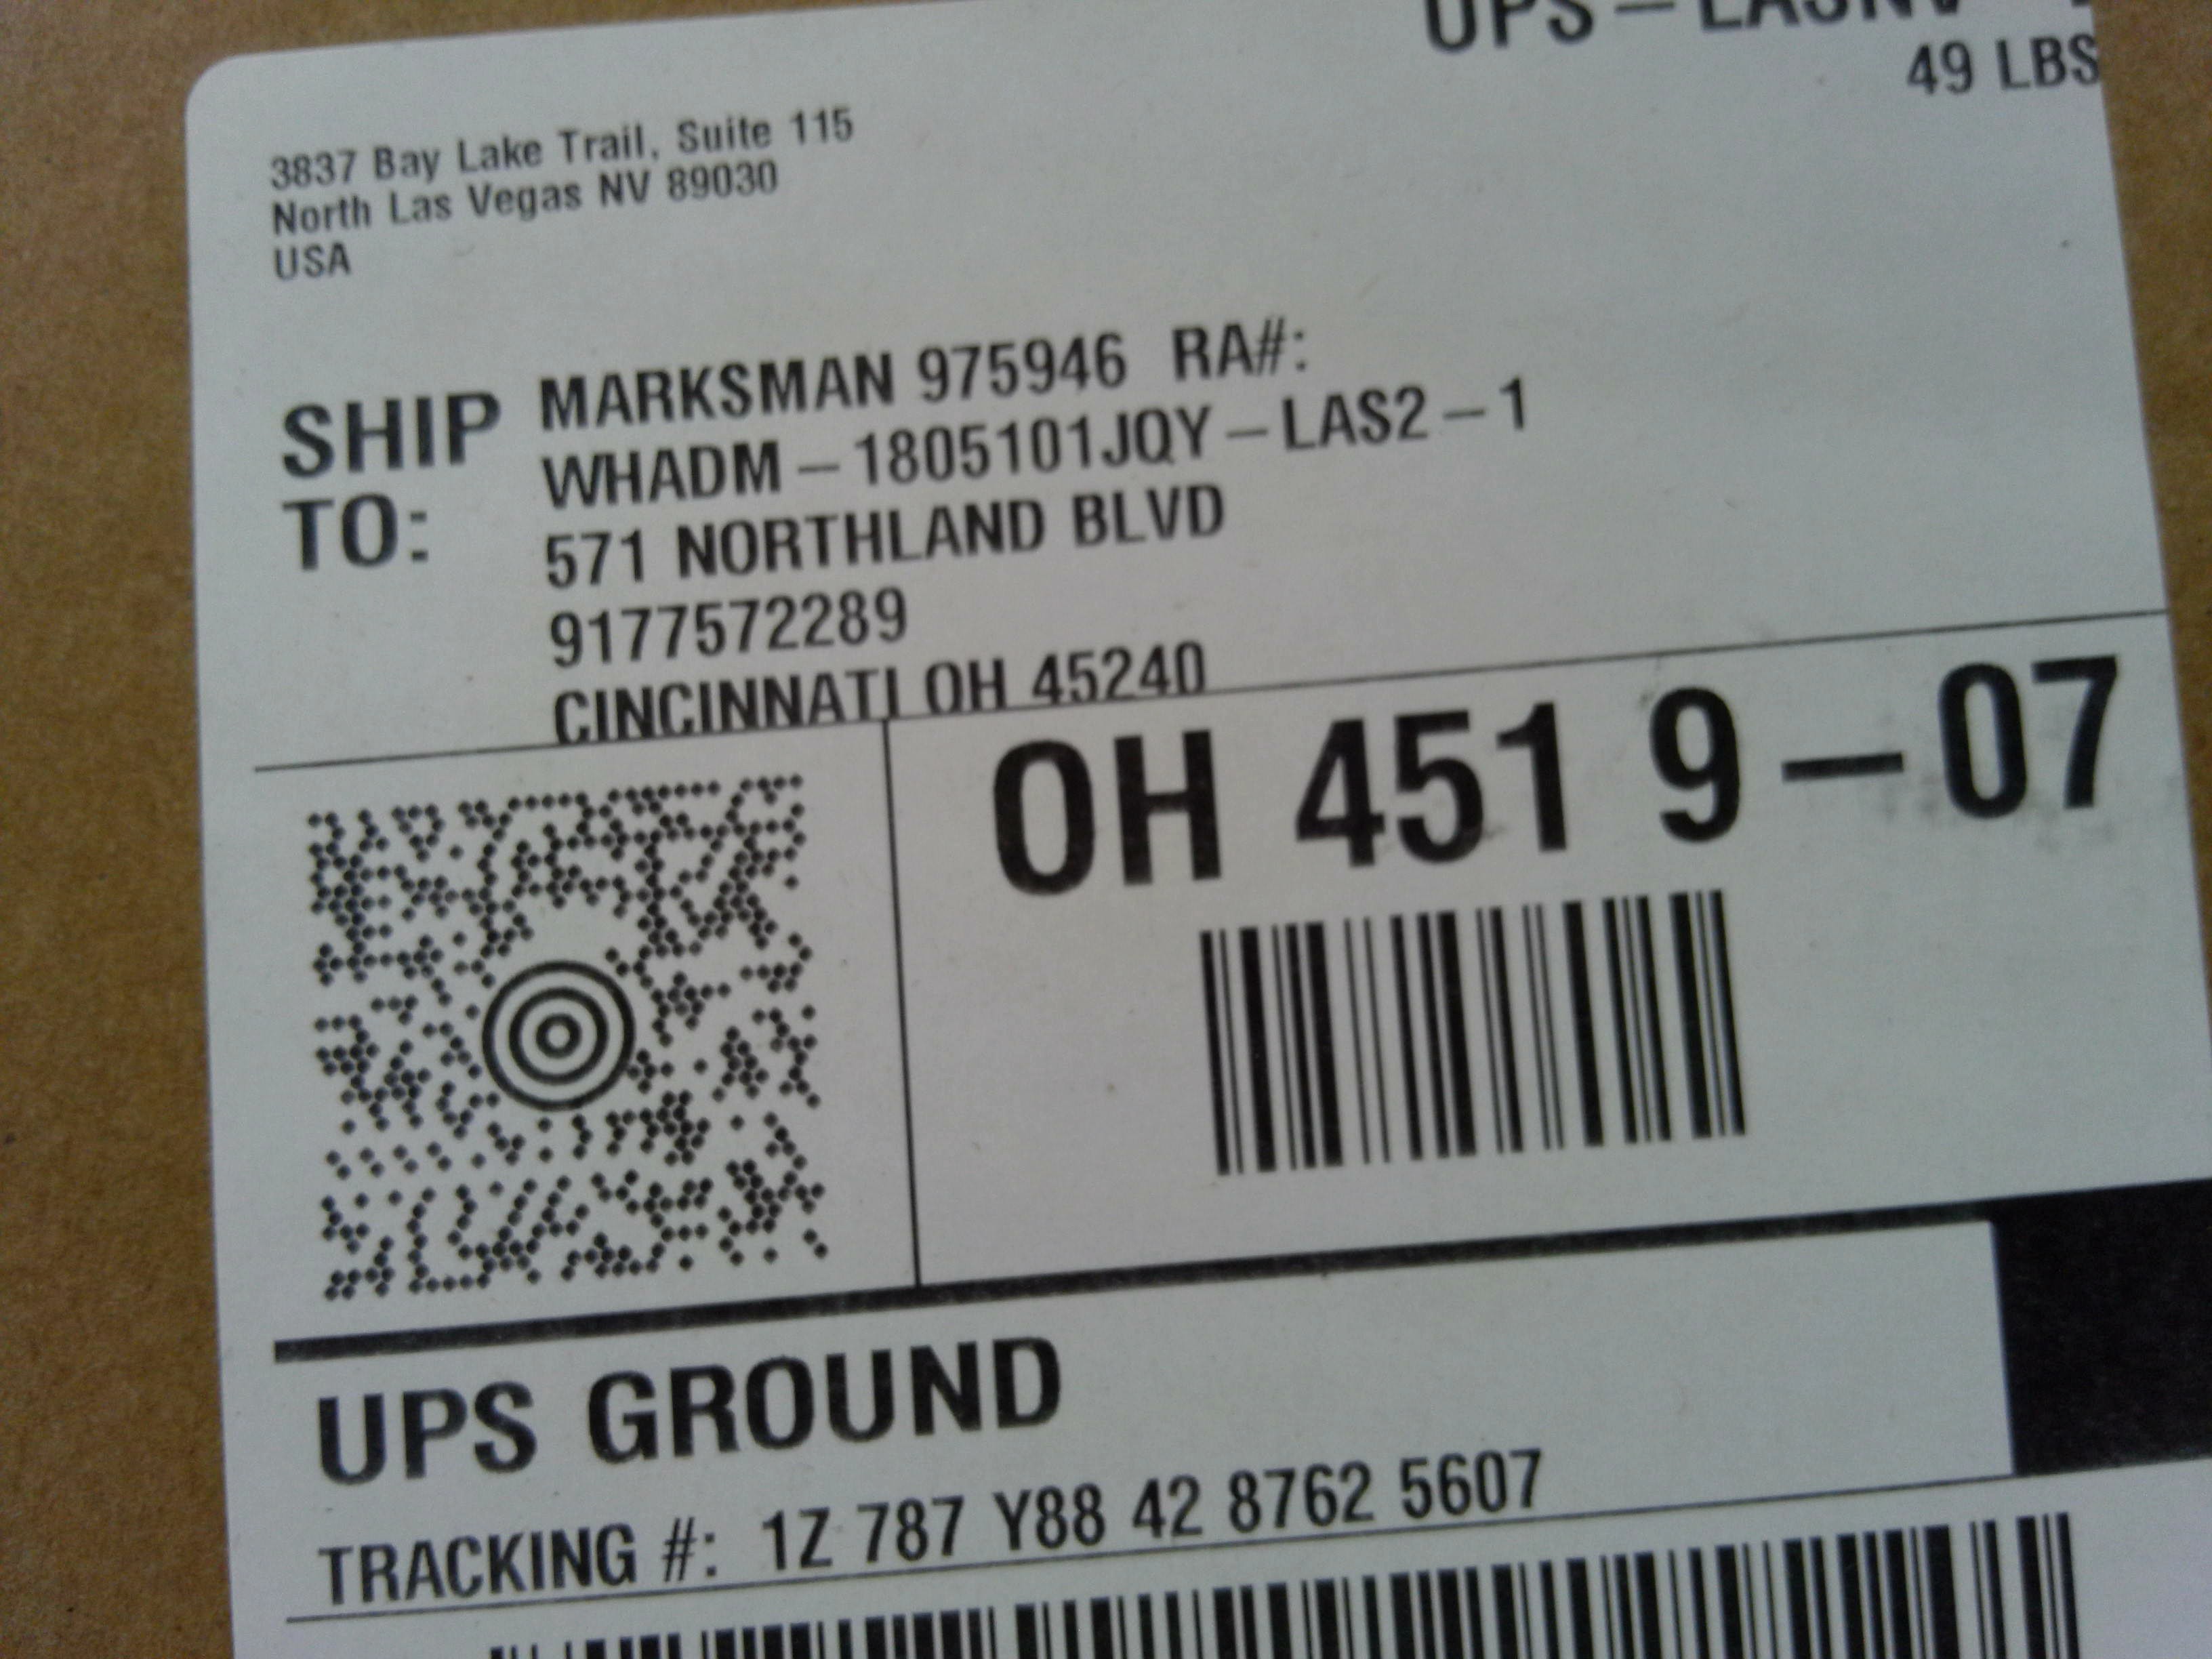 UPS – LASNV
49 LBS
3837 Bay Lake Trail, Suite 115
North Las Vegas NV 89030
USA
SHIP TO:
MARKSMAN 975946 RA#:
WHADM – 1805101JQY – LAS2 – 1
571 NORTHLAND BLVD
9177572289
CINCINNATI OH 45240
OH 451 9 – 07
UPS GROUND
TRACKING #: 1Z 787 Y88 42 8762 5607